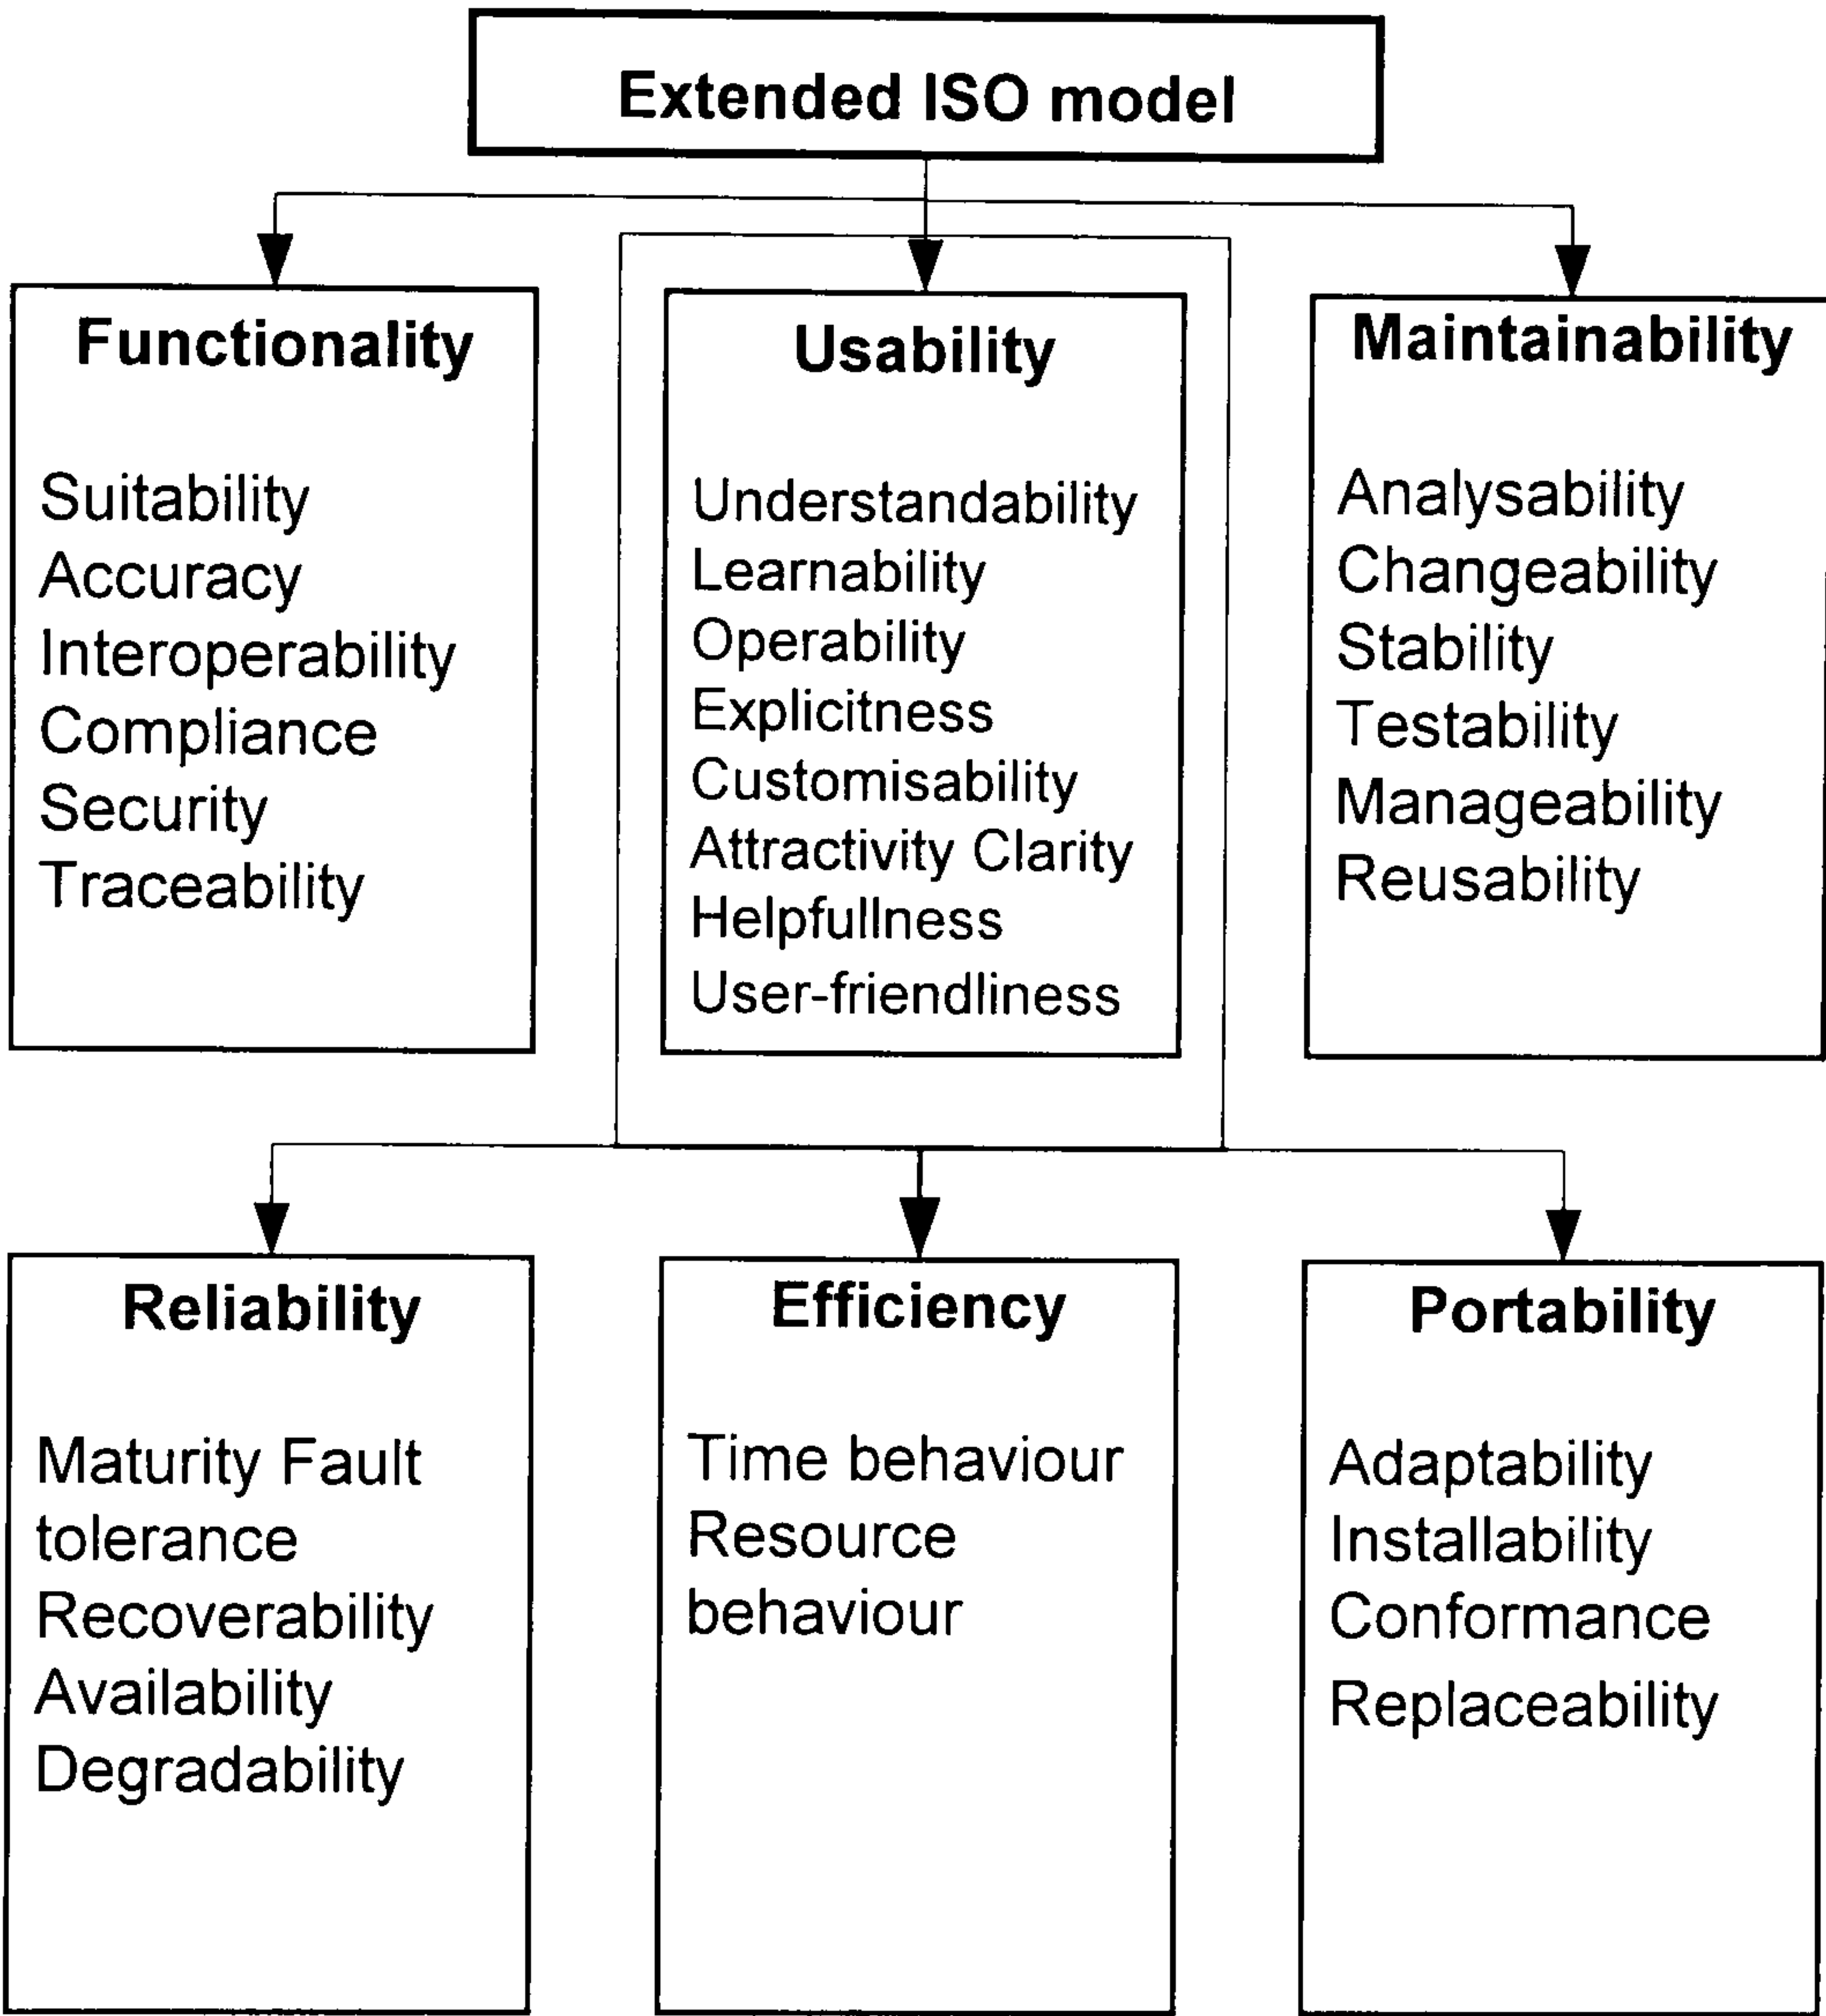 Extended ISO model
Functionality
Suitability
Accuracy
Interoperability
Compliance
Security
Traceability
Usability
Understandability
Learnability
Operability
Explicitness
Customisability
Attractivity Clarity
Helpfullness
User-friendliness
Maintainability
Analysability
Changeability
Stability
Testability
Manageability
Reusability
Reliability
Maturity Fault
tolerance
Recoverability
Availability
Degradability
Efficiency
Time behaviour
Resource
behaviour
Portability
Adaptability
Installability
Conformance
Replaceability